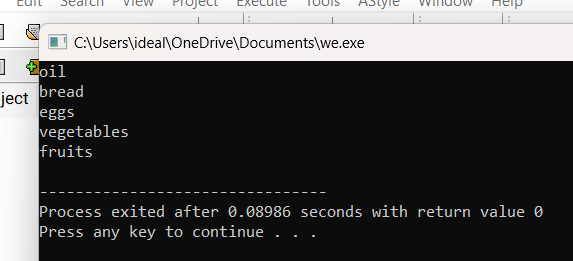 Edit Search View Project Execute Tools AStyle Window Help
C:\Users\ideal\OneDrive\Documents\we.exe
ject
oil
bread
eggs
vegetables
fruits
--------------------------------
Process exited after 0.08986 seconds with return value 0
Press any key to continue . . .